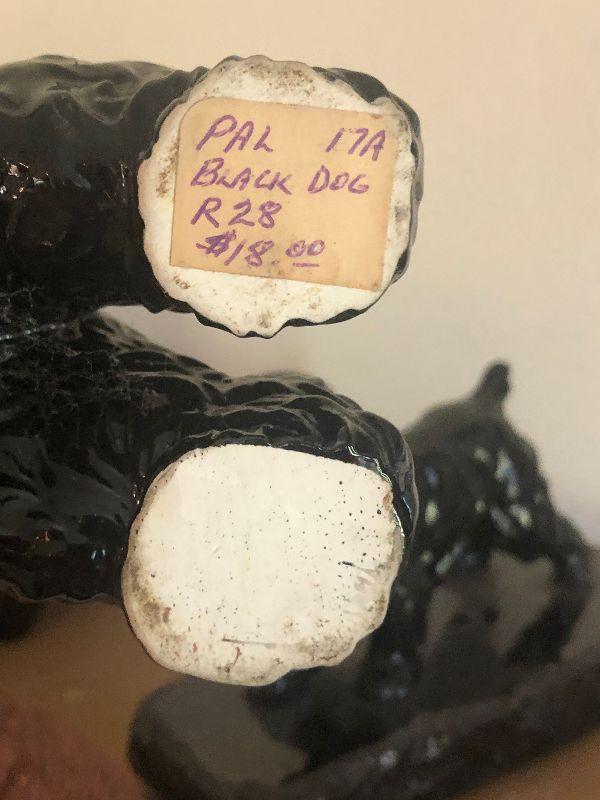 PAL 17A
BLACK DOG
R28
$18.00